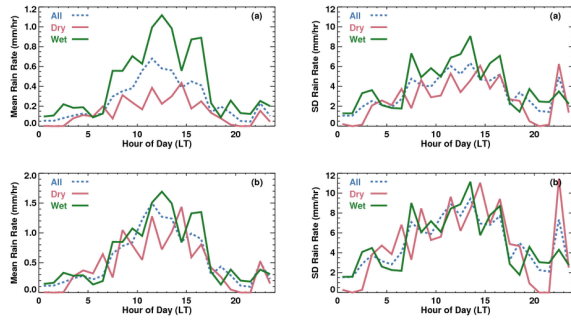 1.2
1.0
0.8
0.6
0.4
0.2
0.0
Mean Rain Rate (mm/hr)
All
Dry
Wet
(a)
0 5 10 15 20
Hour of Day (LT)
12
10
8
6
4
2
0
SD Rain Rate (mm/hr)
All
Dry
Wet
(a)
0 5 10 15 20
Hour of Day (LT)
2.0
1.5
1.0
0.5
0.0
Mean Rain Rate (mm/hr)
All
Dry
Wet
(b)
0 5 10 15 20
Hour of Day (LT)
12
10
8
6
4
2
0
SD Rain Rate (mm/hr)
All
Dry
Wet
(b)
0 5 10 15 20
Hour of Day (LT)